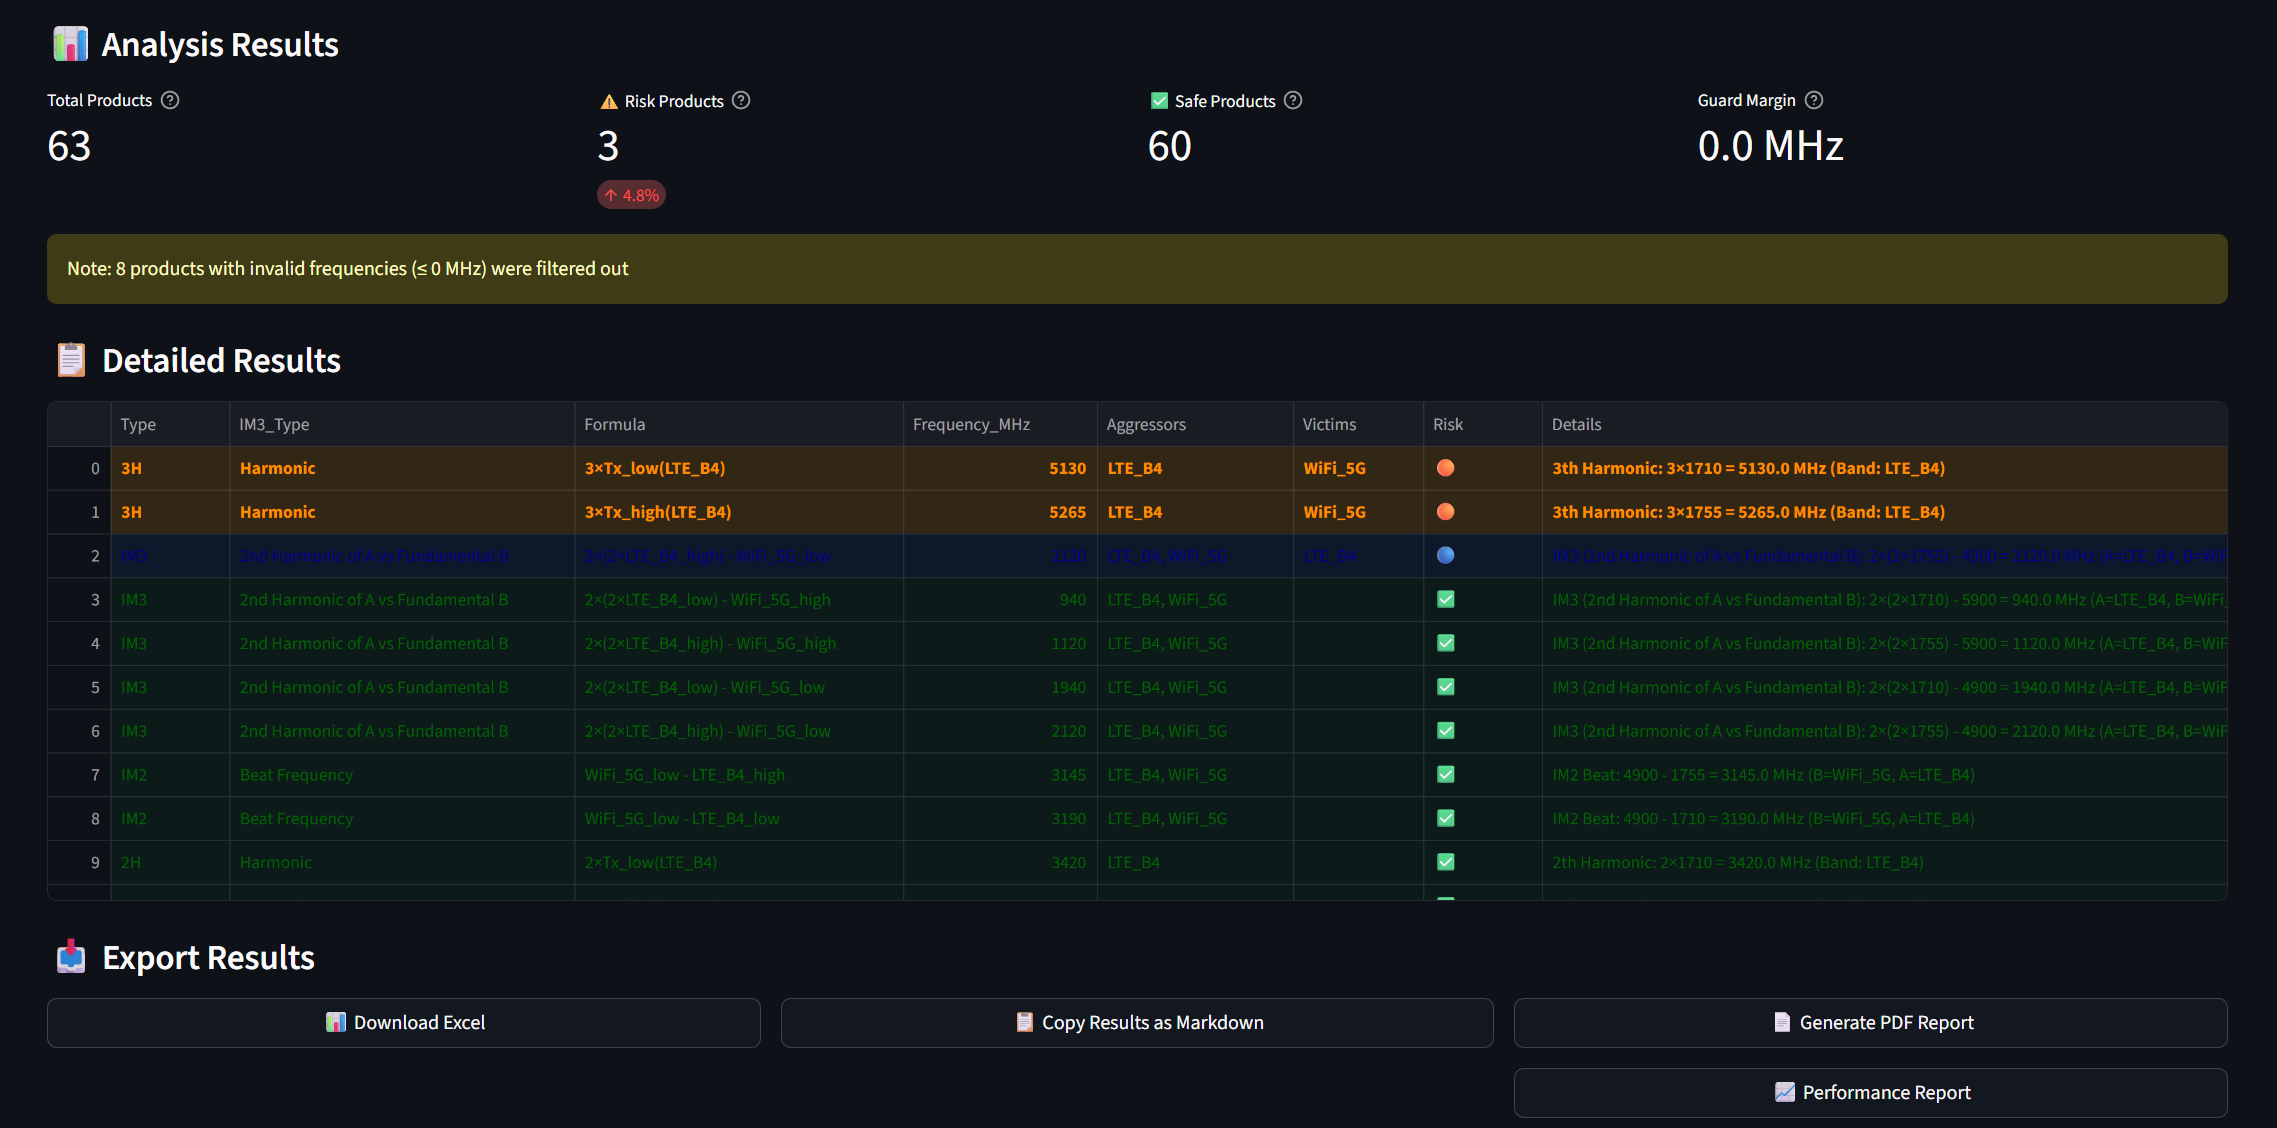 Analysis Results
Total Products
63
Risk Products
3
↑ 4.8%
Safe Products
60
Guard Margin
0.0 MHz
Note: 8 products with invalid frequencies (≤ 0 MHz) were filtered out
Detailed Results
Type IM3_Type Formula Frequency_MHz Aggressors Victims Risk Details
0 3H Harmonic 3×Tx_low(LTE_B4) 5130 LTE_B4 WiFi_5G 3th Harmonic: 3×1710 = 5130.0 MHz (Band: LTE_B4)
1 3H Harmonic 3×Tx_high(LTE_B4) 5265 LTE_B4 WiFi_5G 3th Harmonic: 3×1755 = 5265.0 MHz (Band: LTE_B4)
2 IM3 2nd Harmonic of A vs Fundamental B 2×(2×LTE_B4_high) - WiFi_5G_low 2120 LTE_B4, WiFi_5G LTE_B4 IM3 (2nd Harmonic of A vs Fundamental B): 2×(2×1755) - 4900 = 2120.0 MHz (A=LTE_B4, B=WiF
3 IM3 2nd Harmonic of A vs Fundamental B 2×(2×LTE_B4_low) - WiFi_5G_high 940 LTE_B4, WiFi_5G IM3 (2nd Harmonic of A vs Fundamental B): 2×(2×1710) - 5900 = 940.0 MHz (A=LTE_B4, B=WiFi_
4 IM3 2nd Harmonic of A vs Fundamental B 2×(2×LTE_B4_high) - WiFi_5G_high 1120 LTE_B4, WiFi_5G IM3 (2nd Harmonic of A vs Fundamental B): 2×(2×1755) - 5900 = 1120.0 MHz (A=LTE_B4, B=WiF
5 IM3 2nd Harmonic of A vs Fundamental B 2×(2×LTE_B4_low) - WiFi_5G_low 1940 LTE_B4, WiFi_5G IM3 (2nd Harmonic of A vs Fundamental B): 2×(2×1710) - 4900 = 1940.0 MHz (A=LTE_B4, B=WiF
6 IM3 2nd Harmonic of A vs Fundamental B 2×(2×LTE_B4_high) - WiFi_5G_low 2120 LTE_B4, WiFi_5G IM3 (2nd Harmonic of A vs Fundamental B): 2×(2×1755) - 4900 = 2120.0 MHz (A=LTE_B4, B=WiF
7 IM2 Beat Frequency WiFi_5G_low - LTE_B4_high 3145 LTE_B4, WiFi_5G IM2 Beat: 4900 - 1755 = 3145.0 MHz (B=WiFi_5G, A=LTE_B4)
8 IM2 Beat Frequency WiFi_5G_low - LTE_B4_low 3190 LTE_B4, WiFi_5G IM2 Beat: 4900 - 1710 = 3190.0 MHz (B=WiFi_5G, A=LTE_B4)
9 2H Harmonic 2×Tx_low(LTE_B4) 3420 LTE_B4 2th Harmonic: 2×1710 = 3420.0 MHz (Band: LTE_B4)
Export Results
Download Excel
Copy Results as Markdown
Generate PDF Report
Performance Report